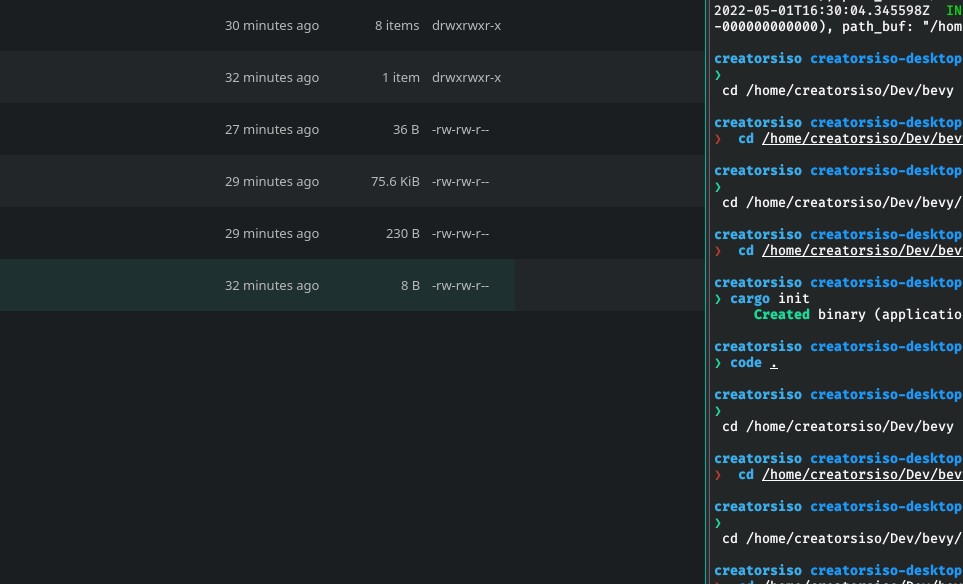 30 minutes ago 8 items drwxrwxr-x
32 minutes ago 1 item drwxrwxr-x
27 minutes ago 36 B -rw-rw-r--
29 minutes ago 75.6 KiB -rw-rw-r--
29 minutes ago 230 B -rw-rw-r--
32 minutes ago 8 B -rw-rw-r--
2022-05-01T16:30:04.345598Z IN
-000000000000), path_buf: "/hom
creatorsiso creatorsiso-desktop
❯
cd /home/creatorsiso/Dev/bevy
creatorsiso creatorsiso-desktop
❯ cd /home/creatorsiso/Dev/bev
creatorsiso creatorsiso-desktop
❯
cd /home/creatorsiso/Dev/bevy/
creatorsiso creatorsiso-desktop
❯ cd /home/creatorsiso/Dev/bev
creatorsiso creatorsiso-desktop
❯ cargo init
Created binary (applicatio
creatorsiso creatorsiso-desktop
❯ code .
creatorsiso creatorsiso-desktop
❯
cd /home/creatorsiso/Dev/bevy
creatorsiso creatorsiso-desktop
❯ cd /home/creatorsiso/Dev/bev
creatorsiso creatorsiso-desktop
❯
cd /home/creatorsiso/Dev/bevy/
creatorsiso creatorsiso-desktop